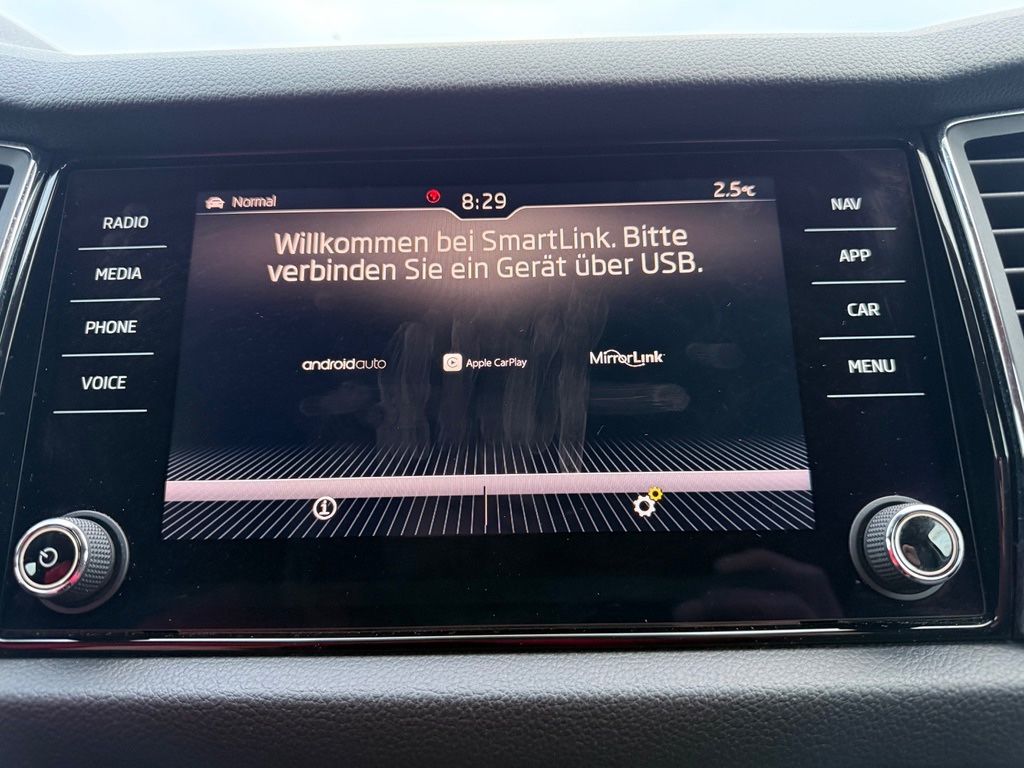 Normal
8:29
2.5°C
RADIO
MEDIA
PHONE
VOICE
Willkommen bei SmartLink. Bitte
verbinden Sie ein Gerät über USB.
androidauto
Apple CarPlay
MirrorLink
NAV
APP
CAR
MENU